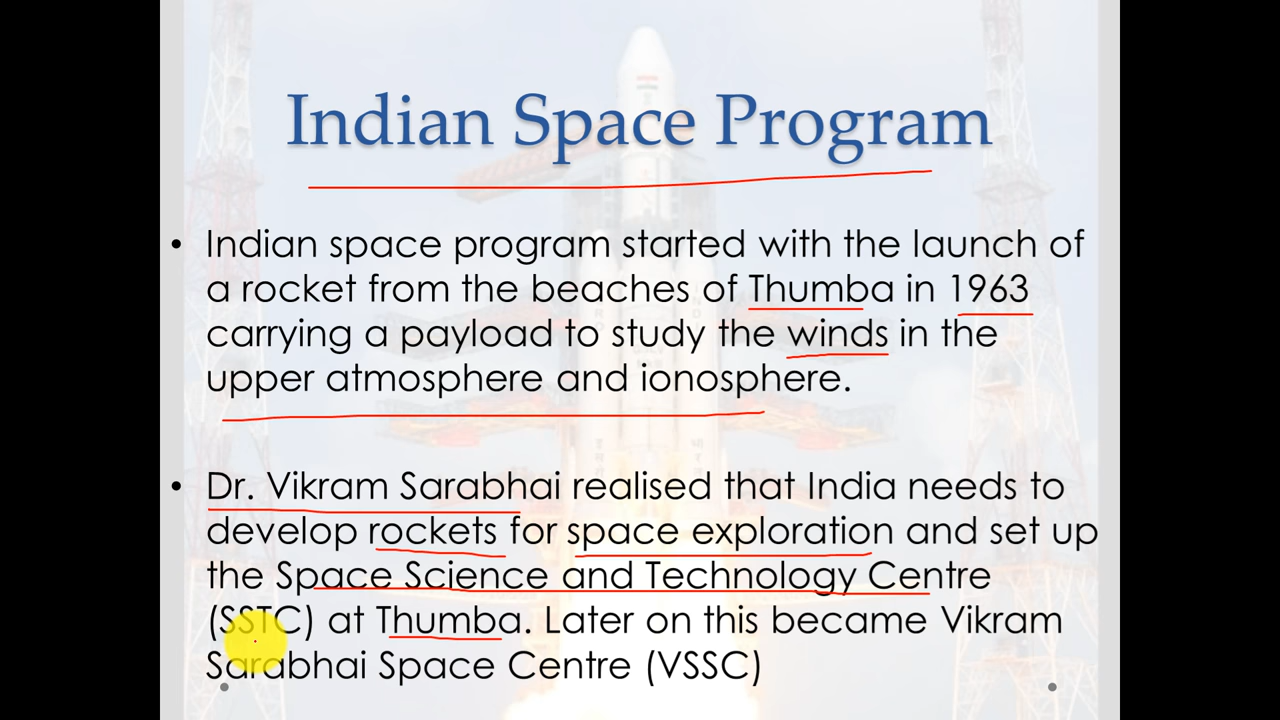 Indian Space Program
• Indian space program started with the launch of
a rocket from the beaches of Thumba in 1963
carrying a payload to study the winds in the
upper atmosphere and ionosphere.
• Dr. Vikram Sarabhai realised that India needs to
develop rockets for space exploration and set up
the Space Science and Technology Centre
(SSTC) at Thumba. Later on this became Vikram
Sarabhai Space Centre (VSSC)